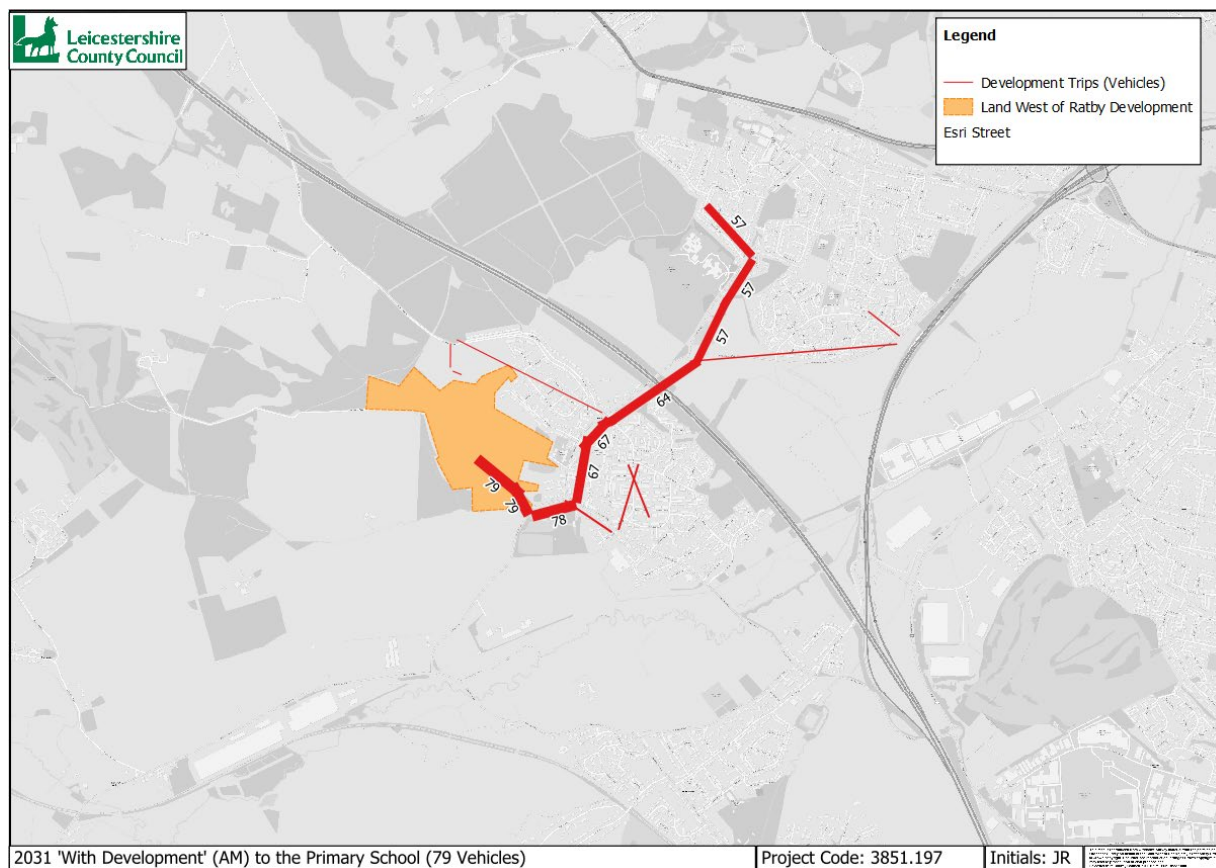 Leicestershire
County Council
Legend
Development Trips (Vehicles)
Land West of Ratby Development
Esri Street
57
57
57
64
67
67
79
79
78
2031 'With Development' (AM) to the Primary School (79 Vehicles)
Project Code: 3851.197
Initials: JR